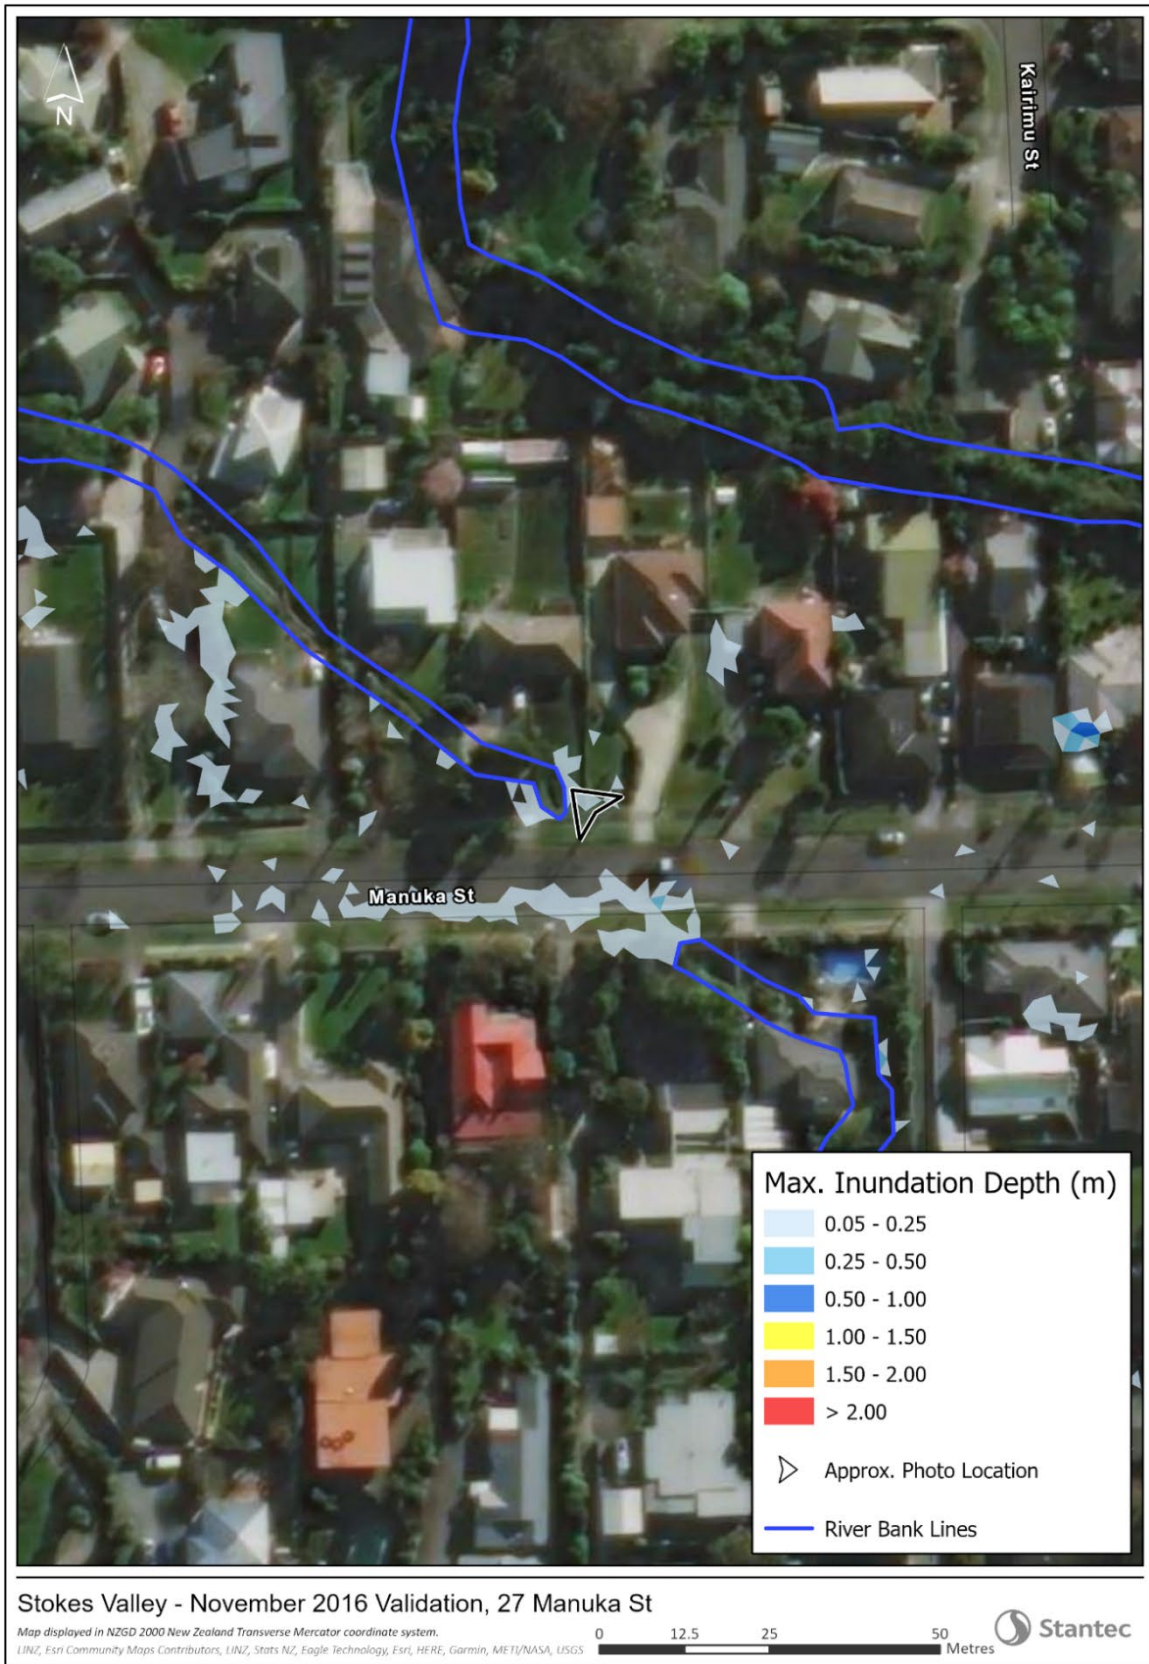 N
Kairimu St
Manuka St
Max. Inundation Depth (m)
0.05 - 0.25
0.25 - 0.50
0.50 - 1.00
1.00 - 1.50
1.50 - 2.00
> 2.00
Approx. Photo Location
River Bank Lines
Stokes Valley - November 2016 Validation, 27 Manuka St
Map displayed in NZGD 2000 New Zealand Transverse Mercator coordinate system.
LINZ, Esri Community Maps Contributors, LINZ, Stats NZ, Eagle Technology, Esri, HERE, Garmin, METI/NASA, USGS
0 12.5 25 50 Metres
Stantec